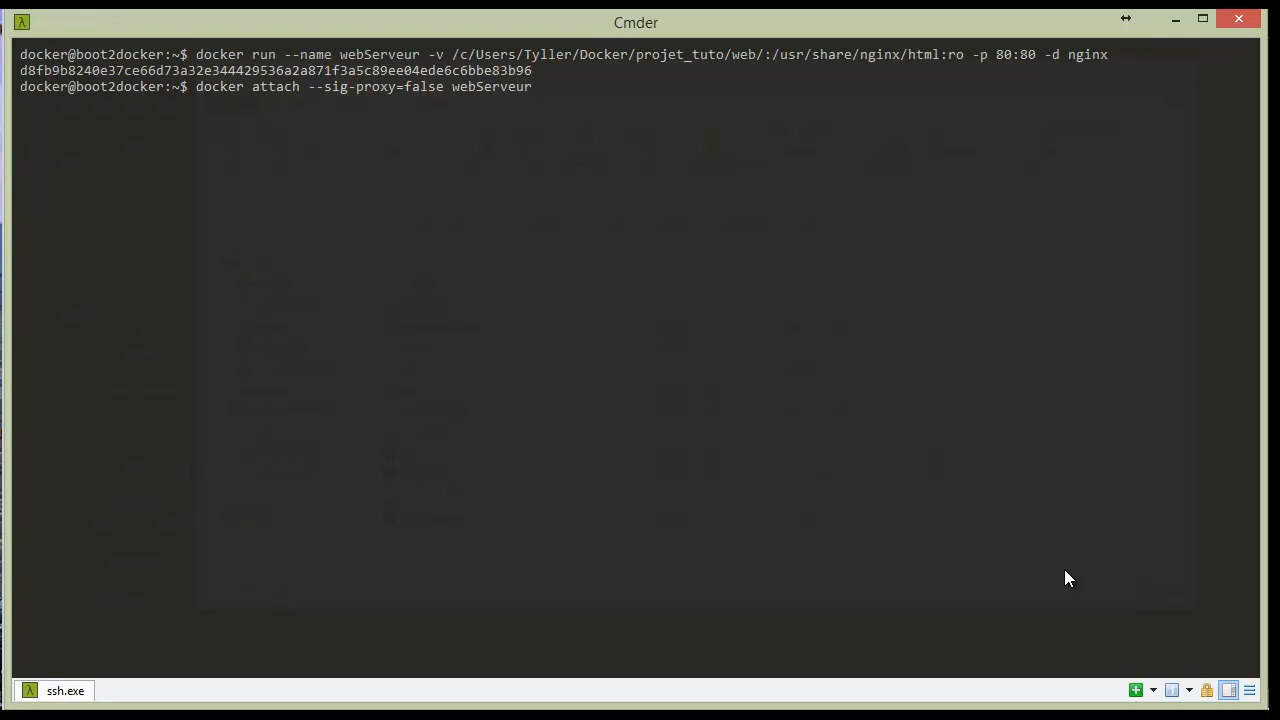 Cmder
docker@boot2docker:~$ docker run --name webServeur -v /c/Users/Tyller/Docker/projet_tuto/web/:/usr/share/nginx/html:ro -p 80:80 -d nginx
d8fb9b8240e37ce66d73a32e344429536a2a871f3a5c89ee04ede6c6bbe83b96
docker@boot2docker:~$ docker attach --sig-proxy=false webServeur
ssh.exe